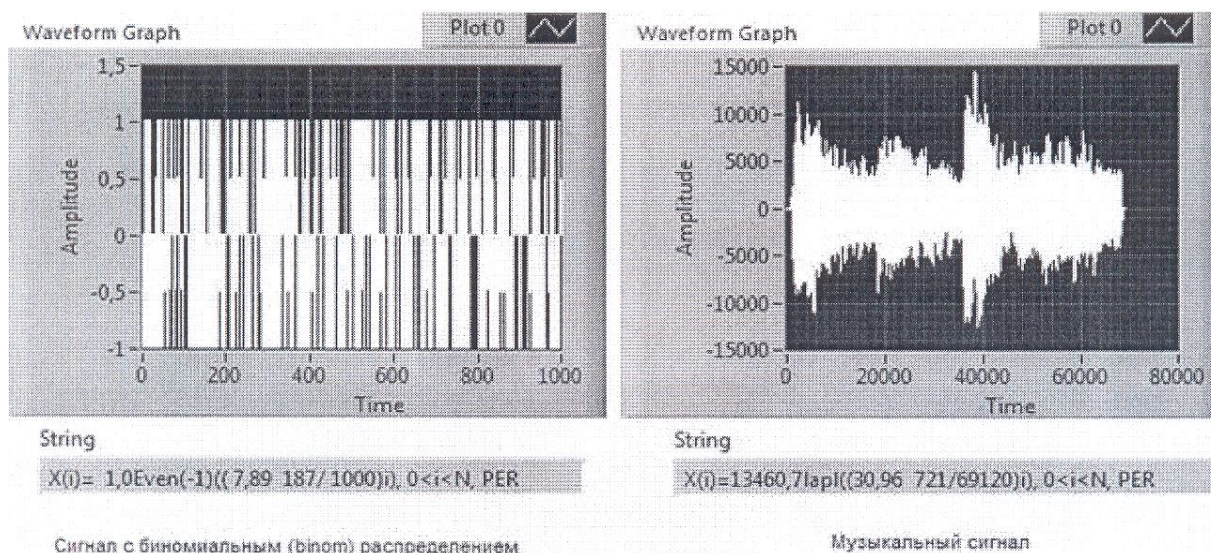 Waveform Graph
Plot 0
1,5
1
0,5
0
-0,5
-1
Amplitude
0
200
400
600
800
1000
Time
String
X(i)= 1,0Even(-1)((7,89 187/1000)i), 0<i<N, PER
Сигнал с биномиальным (binom) распределением
Waveform Graph
Plot 0
15000
10000
5000
0
-5000
-10000
-15000
Amplitude
0
20000
40000
60000
80000
Time
String
X(i)=13460,7lapl((30,96 721/69120)i), 0<i<N, PER
Музыкальный сигнал